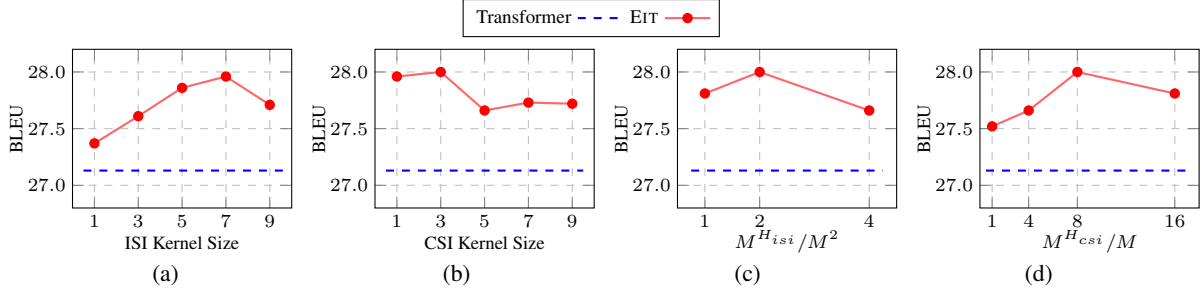 Transformer EIT
BLEU 28.0 27.5 27.0
1 3 5 7 9
ISI Kernel Size
(a)
BLEU 28.0 27.5 27.0
1 3 5 7 9
CSI Kernel Size
(b)
BLEU 28.0 27.5 27.0
1 2 4
M^{H_{isi}}/M^2
(c)
BLEU 28.0 27.5 27.0
1 4 8 16
M^{H_{csi}}/M
(d)